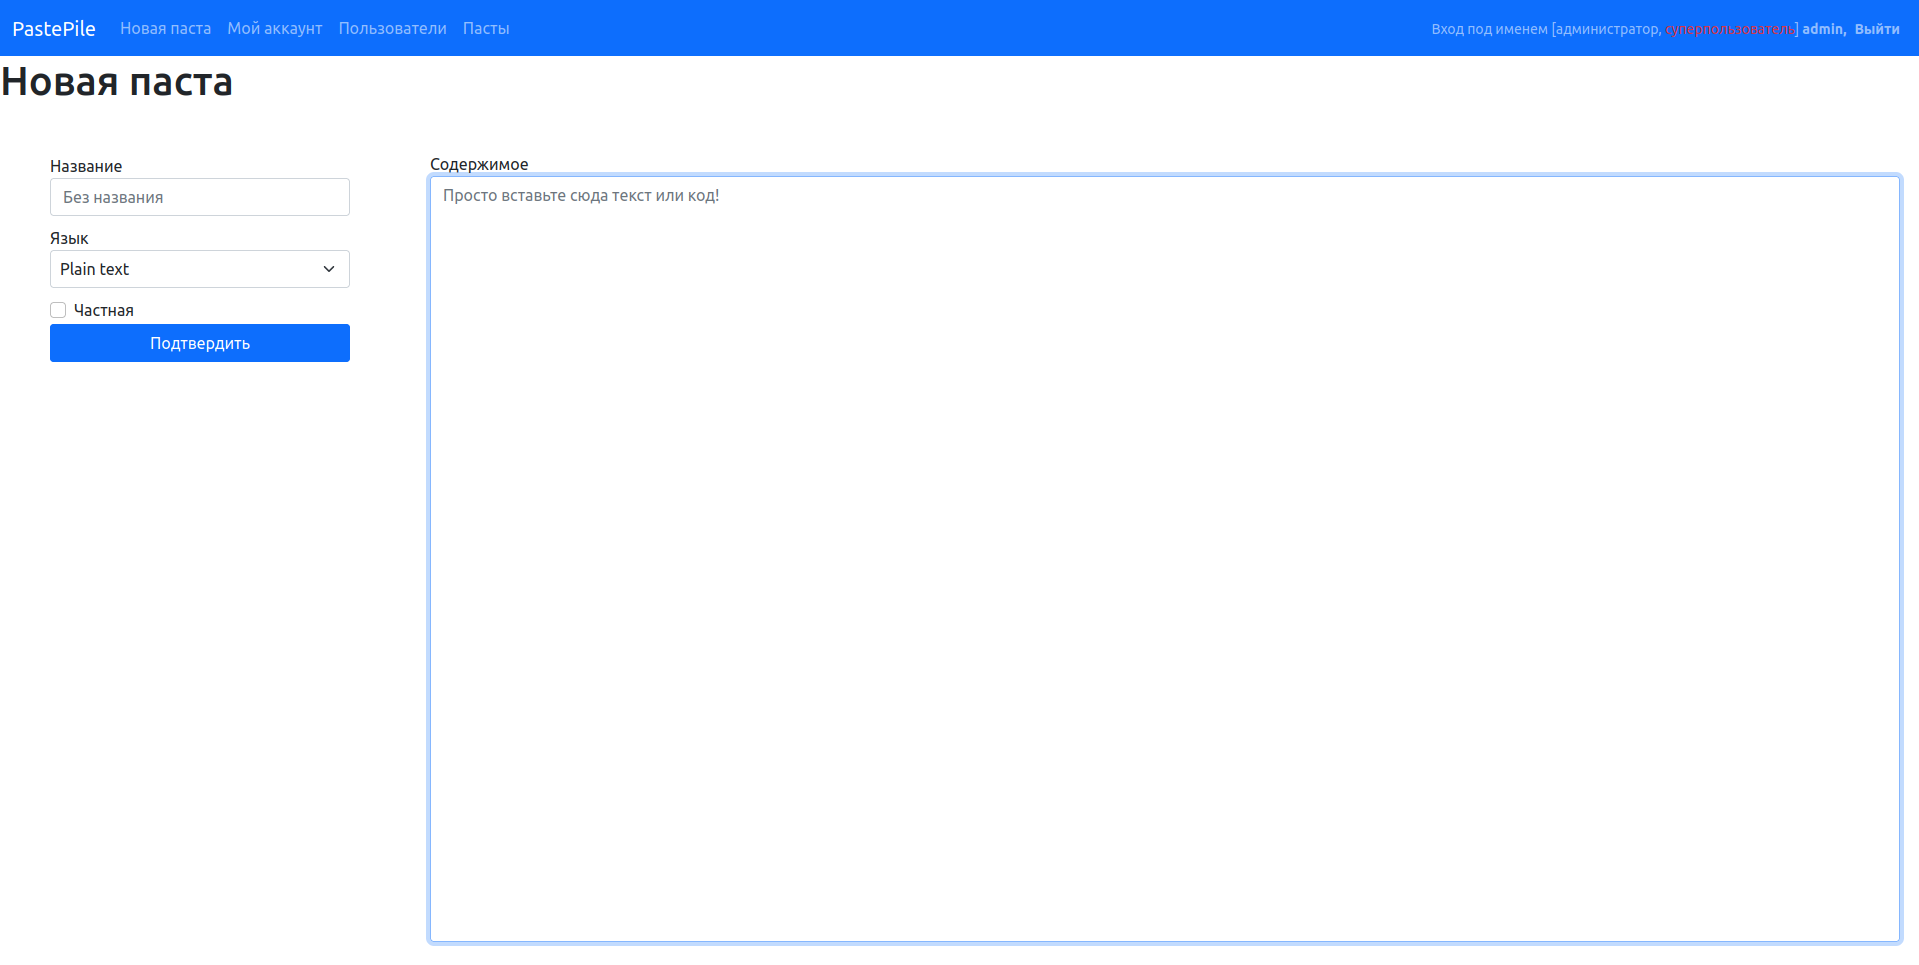 PastePile Новая паста Мой аккаунт Пользователи Пасты Вход под именем [администратор, суперпользователь] admin, Выйти
Новая паста
Название
Без названия
Язык
Plain text
Частная
Подтвердить
Содержимое
Просто вставьте сюда текст или код!